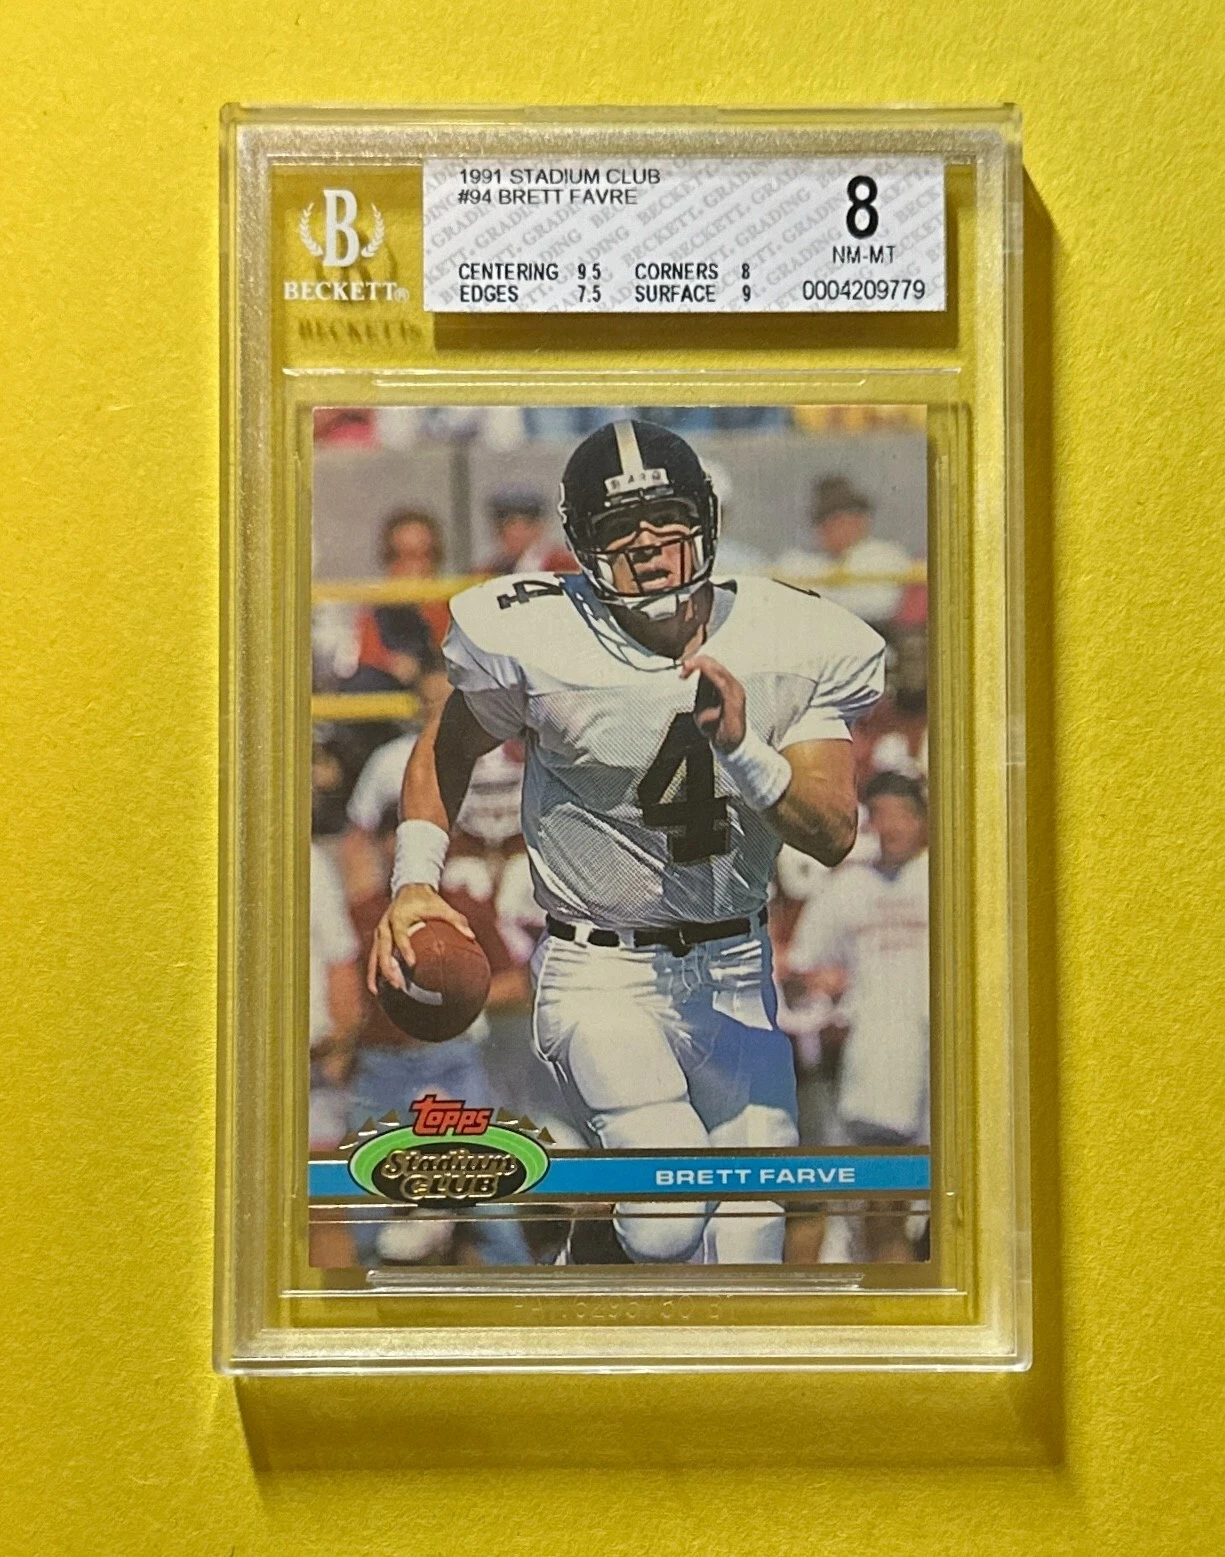 1991 STADIUM CLUB
#94 BRETT FAVRE
8
NM-MT
CENTERING 9.5 CORNERS 8
EDGES 7.5 SURFACE 9
0004209779
B
BECKETT®
4
4
TOPPS
Stadium
CLUB
BRETT FARVE